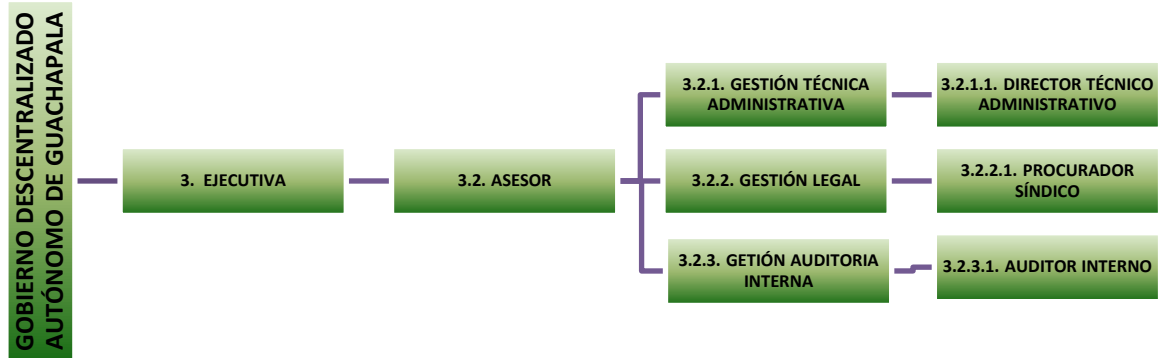 GOBIERNO DESCENTRALIZADO
AUTÓNOMO DE GUACHAPALA
3. EJECUTIVA
3.2. ASESOR
3.2.1. GESTIÓN TÉCNICA
ADMINISTRATIVA
3.2.1.1. DIRECTOR TÉCNICO
ADMINISTRATIVO
3.2.2. GESTIÓN LEGAL
3.2.2.1. PROCURADOR
SÍNDICO
3.2.3. GETIÓN AUDITORIA
INTERNA
3.2.3.1. AUDITOR INTERNO